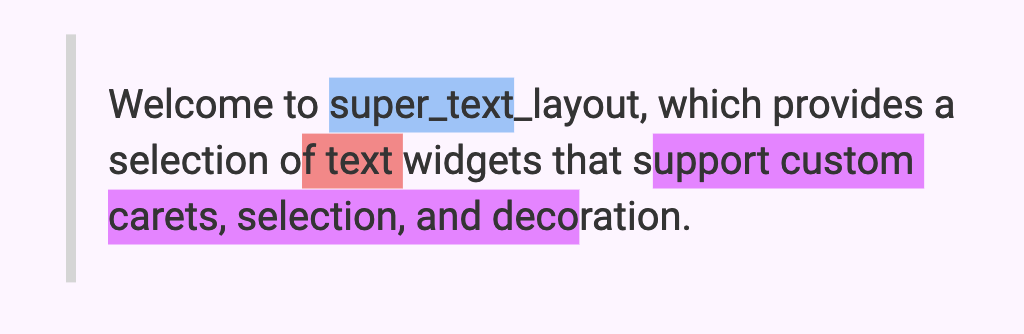 Welcome to super_text_layout, which provides a
selection of text widgets that support custom
carets, selection, and decoration.